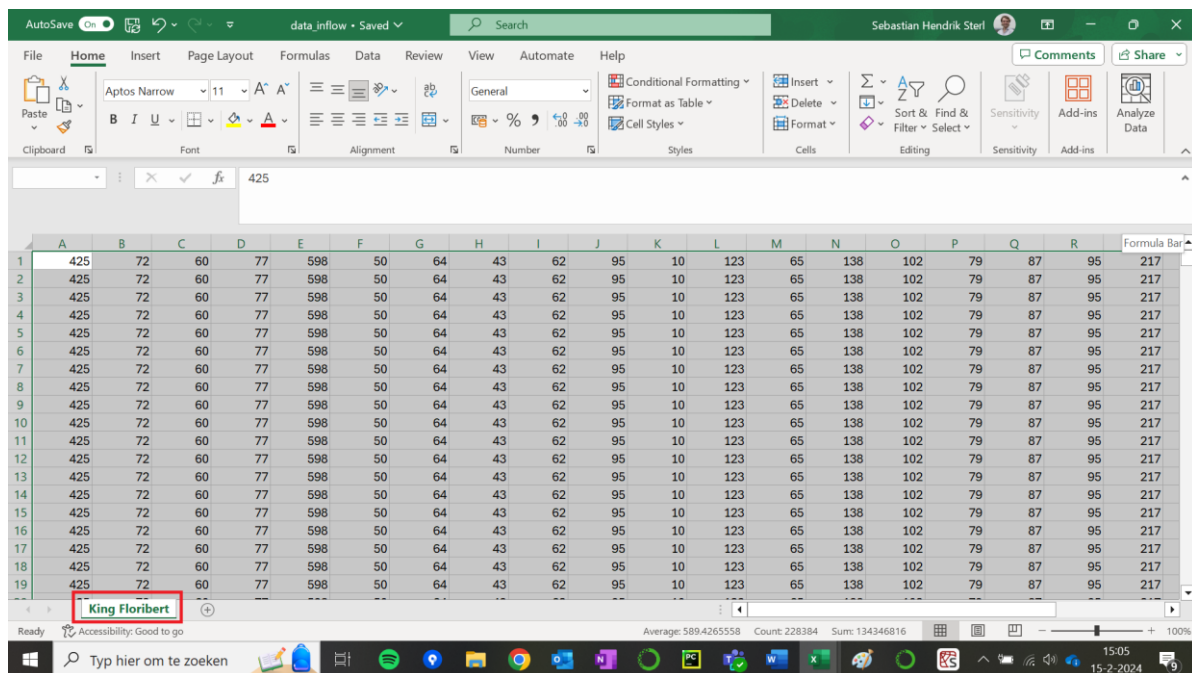 AutoSave On data_inflow • Saved Search Sebastian Hendrik Sterl
File Home Insert Page Layout Formulas Data Review View Automate Help Comments Share
Paste Aptos Narrow 11 A^ A˅ ab General Conditional Formatting Insert Σ Sort & Find & Sensitivity Add-ins Analyze
B I U A % 9 Format as Table Delete Filter Select Data
Cell Styles Format
Clipboard Font Alignment Number Styles Cells Editing Sensitivity Add-ins
fx 425
A B C D E F G H I J K L M N O P Q R Formula Bar
1 425 72 60 77 598 50 64 43 62 95 10 123 65 138 102 79 87 95 217
2 425 72 60 77 598 50 64 43 62 95 10 123 65 138 102 79 87 95 217
3 425 72 60 77 598 50 64 43 62 95 10 123 65 138 102 79 87 95 217
4 425 72 60 77 598 50 64 43 62 95 10 123 65 138 102 79 87 95 217
5 425 72 60 77 598 50 64 43 62 95 10 123 65 138 102 79 87 95 217
6 425 72 60 77 598 50 64 43 62 95 10 123 65 138 102 79 87 95 217
7 425 72 60 77 598 50 64 43 62 95 10 123 65 138 102 79 87 95 217
8 425 72 60 77 598 50 64 43 62 95 10 123 65 138 102 79 87 95 217
9 425 72 60 77 598 50 64 43 62 95 10 123 65 138 102 79 87 95 217
10 425 72 60 77 598 50 64 43 62 95 10 123 65 138 102 79 87 95 217
11 425 72 60 77 598 50 64 43 62 95 10 123 65 138 102 79 87 95 217
12 425 72 60 77 598 50 64 43 62 95 10 123 65 138 102 79 87 95 217
13 425 72 60 77 598 50 64 43 62 95 10 123 65 138 102 79 87 95 217
14 425 72 60 77 598 50 64 43 62 95 10 123 65 138 102 79 87 95 217
15 425 72 60 77 598 50 64 43 62 95 10 123 65 138 102 79 87 95 217
16 425 72 60 77 598 50 64 43 62 95 10 123 65 138 102 79 87 95 217
17 425 72 60 77 598 50 64 43 62 95 10 123 65 138 102 79 87 95 217
18 425 72 60 77 598 50 64 43 62 95 10 123 65 138 102 79 87 95 217
19 425 72 60 77 598 50 64 43 62 95 10 123 65 138 102 79 87 95 217
King Floribert
Ready Accessibility: Good to go Average: 589.4265558 Count: 228384 Sum: 134346816 100%
Typ hier om te zoeken 15:05
15-2-2024